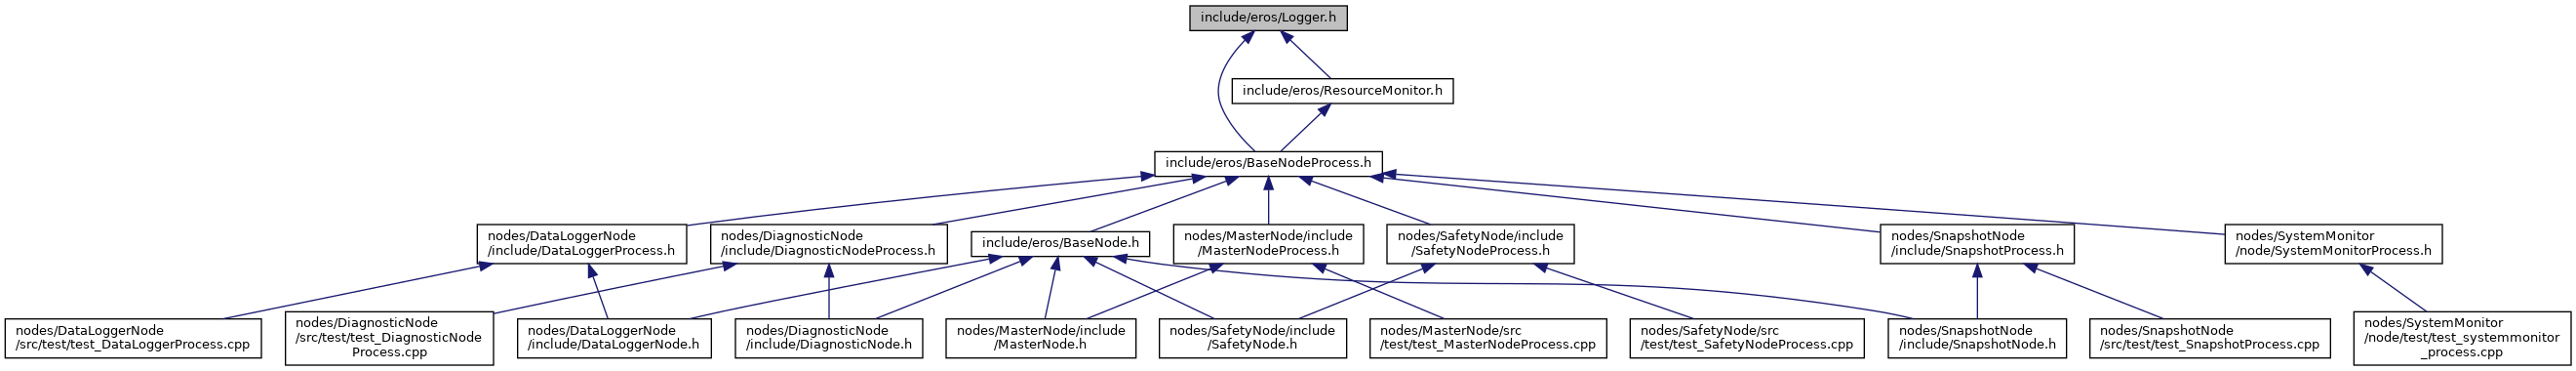 include/eros/Logger.h
include/eros/ResourceMonitor.h
include/eros/BaseNodeProcess.h
nodes/DataLoggerNode
/include/DataLoggerProcess.h
nodes/DiagnosticNode
/include/DiagnosticNodeProcess.h
include/eros/BaseNode.h
nodes/MasterNode/include
/MasterNodeProcess.h
nodes/SafetyNode/include
/SafetyNodeProcess.h
nodes/SnapshotNode
/include/SnapshotProcess.h
nodes/SystemMonitor
/node/SystemMonitorProcess.h
nodes/DataLoggerNode
/src/test/test_DataLoggerProcess.cpp
nodes/DiagnosticNode
/src/test/test_DiagnosticNode
Process.cpp
nodes/DataLoggerNode
/include/DataLoggerNode.h
nodes/DiagnosticNode
/include/DiagnosticNode.h
nodes/MasterNode/include
/MasterNode.h
nodes/SafetyNode/include
/SafetyNode.h
nodes/MasterNode/src
/test/test_MasterNodeProcess.cpp
nodes/SafetyNode/src
/test/test_SafetyNodeProcess.cpp
nodes/SnapshotNode
/include/SnapshotNode.h
nodes/SnapshotNode
/src/test/test_SnapshotProcess.cpp
nodes/SystemMonitor
/node/test/test_systemmonitor
_process.cpp